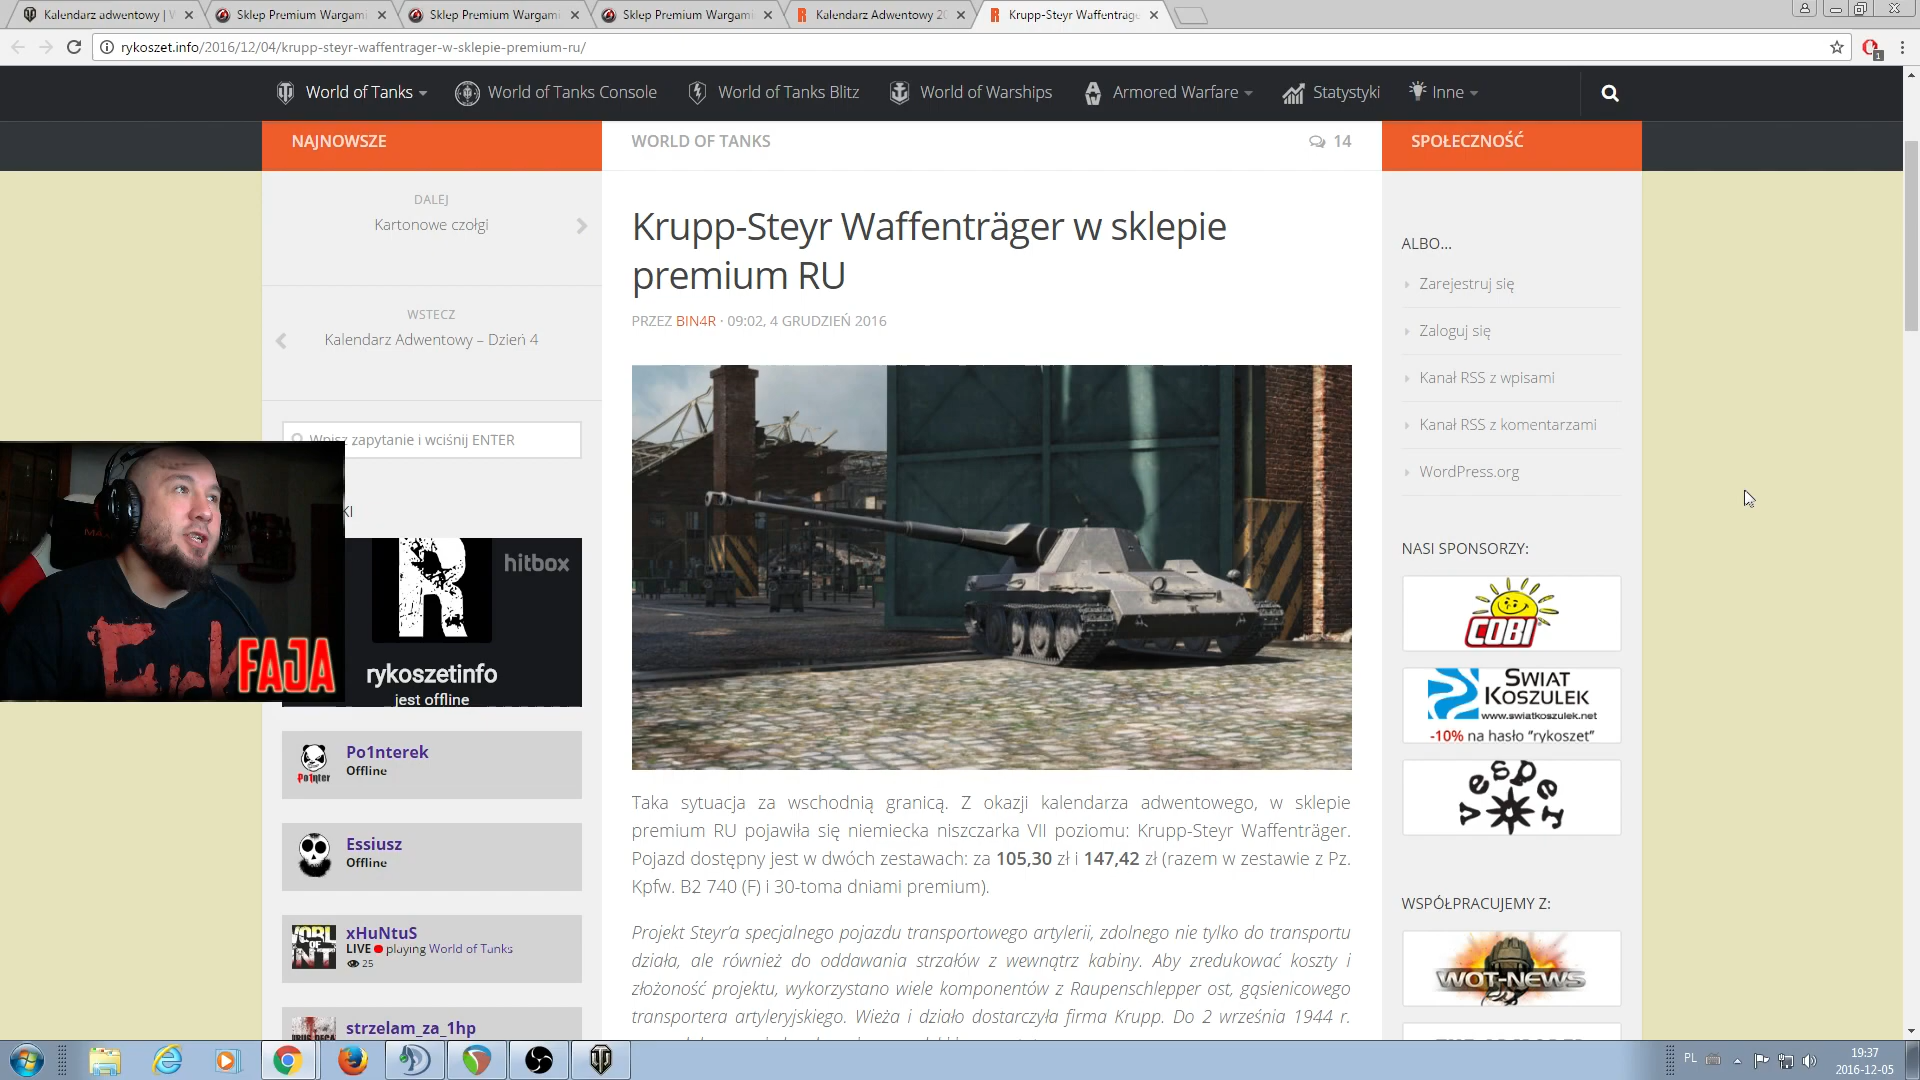 Kalendarz adwentowy | W
Sklep Premium Wargami
Sklep Premium Wargami
Sklep Premium Wargami
Kalendarz Adwentowy 20
Krupp-Steyr Waffenträge
rykoszet.info/2016/12/04/krupp-steyr-waffentrager-w-sklepie-premium-ru/
1
World of Tanks
World of Tanks Console
World of Tanks Blitz
World of Warships
Armored Warfare
Statystyki
Inne
NAJNOWSZE
WORLD OF TANKS
14
SPOŁECZNOŚĆ
DALEJ
Kartonowe czołgi
WSTECZ
Kalendarz Adwentowy – Dzień 4
Wpisz zapytanie i wciśnij ENTER
KI
FAJA
hitbox
rykoszetinfo
jest offline
Po1nter
Po1nterek
Offline
Essiusz
Offline
xHuNtuS
LIVE playing World of Tanks
25
strzelam_za_1hp
Krupp-Steyr Waffenträger w sklepie
premium RU
PRZEZ BIN4R · 09:02, 4 GRUDZIEŃ 2016
Taka sytuacja za wschodnią granicą. Z okazji kalendarza adwentowego, w sklepie
premium RU pojawiła się niemiecka niszczarka VII poziomu: Krupp-Steyr Waffenträger.
Pojazd dostępny jest w dwóch zestawach: za 105,30 zł i 147,42 zł (razem w zestawie z Pz.
Kpfw. B2 740 (F) i 30-toma dniami premium).
Projekt Steyr'a specjalnego pojazdu transportowego artylerii, zdolnego nie tylko do transportu
działa, ale również do oddawania strzałów z wewnątrz kabiny. Aby zredukować koszty i
złożoność projektu, wykorzystano wiele komponentów z Raupenschlepper ost, gąsienicowego
transportera artyleryjskiego. Wieża i działo dostarczyła firma Krupp. Do 2 września 1944 r.
ALBO...
Zarejestruj się
Zaloguj się
Kanał RSS z wpisami
Kanał RSS z komentarzami
WordPress.org
NASI SPONSORZY:
COBI
ŚWIAT
KOSZULEK
www.swiatkoszulek.net
-10% na hasło "rykoszet"
vesper
WSPÓŁPRACUJEMY Z:
WOT-NEWS
PL
19:37
2016-12-05